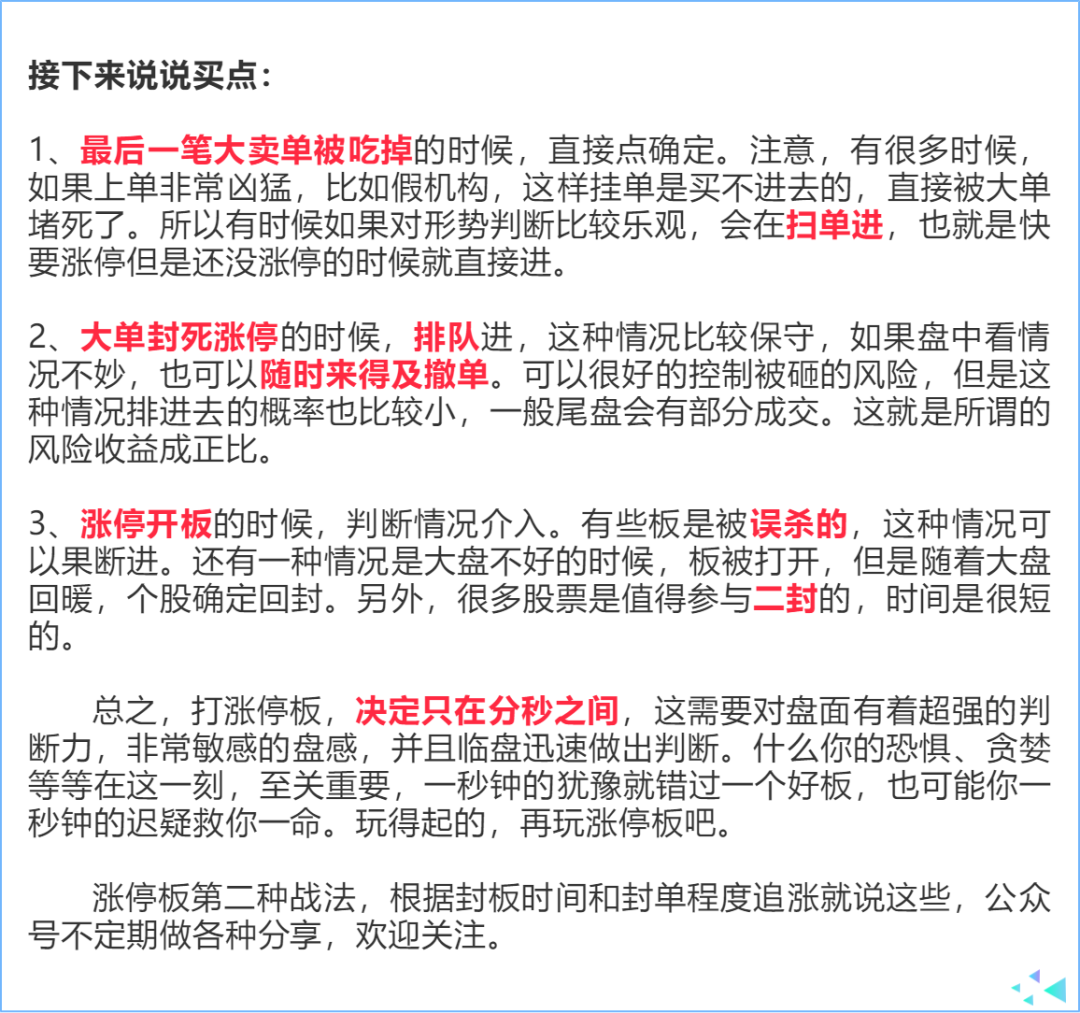 接下来说说买点：
1、最后一笔大卖单被吃掉的时候，直接点确定。注意，有很多时候，
如果上单非常凶猛，比如假机构，这样挂单是买不进去的，直接被大单
堵死了。所以有时候如果对形势判断比较乐观，会在扫单进，也就是快
要涨停但是还没涨停的时候就直接进。
2、大单封死涨停的时候，排队进，这种情况比较保守，如果盘中看情
况不妙，也可以随时来得及撤单。可以很好的控制被砸的风险，但是这
种情况排进去的概率也比较小，一般尾盘会有部分成交。这就是所谓的
风险收益成正比。
3、涨停开板的时候，判断情况介入。有些板是被误杀的，这种情况可
以果断进。还有一种情况是大盘不好的时候，板被打开，但是随着大盘
回暖，个股确定回封。另外，很多股票是值得参与二封的，时间是很短
的。
总之，打涨停板，决定只在分秒之间，这需要对盘面有着超强的判
断力，非常敏感的盘感，并且临盘迅速做出判断。什么你的恐惧、贪婪
等等在这一刻，至关重要，一秒钟的犹豫就错过一个好板，也可能你一
秒钟的迟疑救你一命。玩得起的，再玩涨停板吧。
涨停板第二种战法，根据封板时间和封单程度追涨就说这些，公众
号不定期做各种分享，欢迎关注。